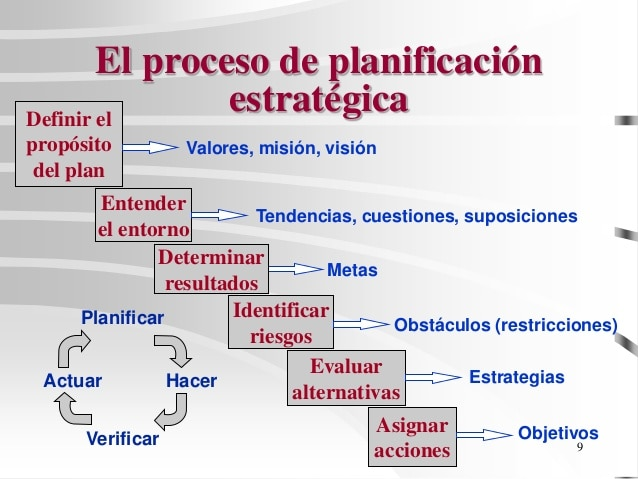 El proceso de planificación
estratégica
Definir el
propósito
del plan
Valores, misión, visión
Entender
el entorno
Tendencias, cuestiones, suposiciones
Determinar
resultados
Metas
Identificar
riesgos
Obstáculos (restricciones)
Evaluar
alternativas
Estrategias
Asignar
acciones
Objetivos
Planificar
Actuar
Hacer
Verificar
9